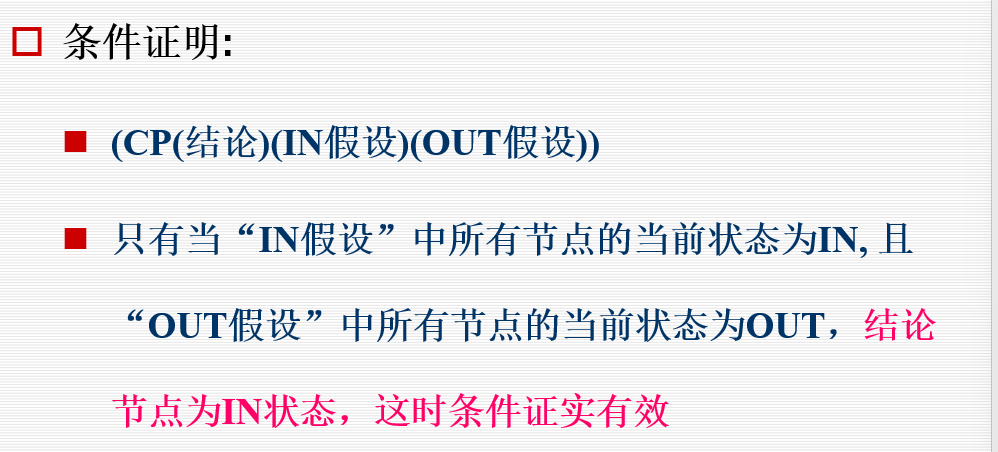 条件证明:
(CP(结论)(IN假设)(OUT假设))
只有当“IN假设”中所有节点的当前状态为IN, 且
“OUT假设”中所有节点的当前状态为OUT，结论
节点为IN状态，这时条件证实有效